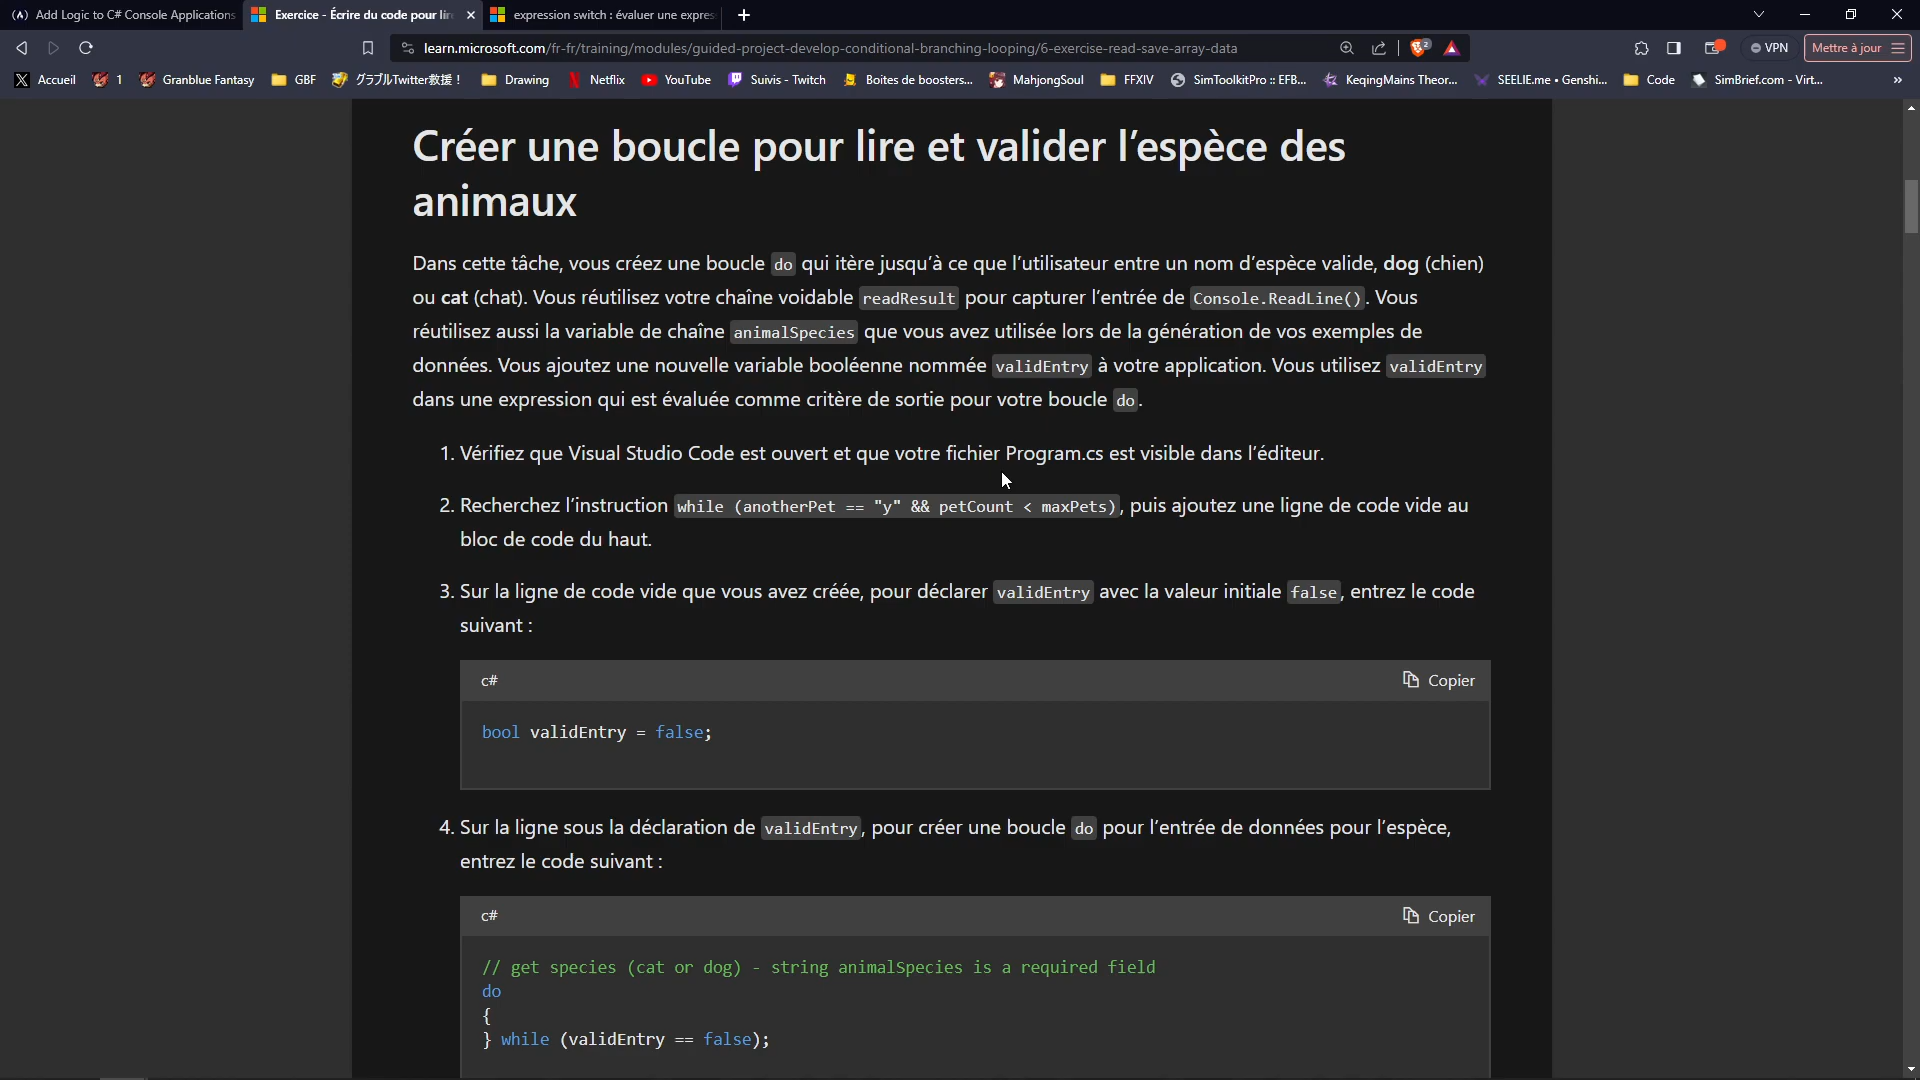 Add Logic to C# Console Applications
Exercice - Écrire du code pour lir
expression switch : évaluer une expres
learn.microsoft.com/fr-fr/training/modules/guided-project-develop-conditional-branching-looping/6-exercise-read-save-array-data
2
VPN
Mettre à jour
Accueil
1
Granblue Fantasy
GBF
グラブルTwitter救援！
Drawing
Netflix
YouTube
Suivis - Twitch
Boites de boosters...
MahjongSoul
FFXIV
SimToolkitPro :: EFB...
KeqingMains Theor...
SEELIE.me • Genshi...
Code
SimBrief.com - Virt...
»
Créer une boucle pour lire et valider l’espèce des
animaux
Dans cette tâche, vous créez une boucle do qui itère jusqu’à ce que l’utilisateur entre un nom d’espèce valide, dog (chien)
ou cat (chat). Vous réutilisez votre chaîne voidable readResult pour capturer l’entrée de Console.ReadLine(). Vous
réutilisez aussi la variable de chaîne animalSpecies que vous avez utilisée lors de la génération de vos exemples de
données. Vous ajoutez une nouvelle variable booléenne nommée validEntry à votre application. Vous utilisez validEntry
dans une expression qui est évaluée comme critère de sortie pour votre boucle do.
1. Vérifiez que Visual Studio Code est ouvert et que votre fichier Program.cs est visible dans l’éditeur.
2. Recherchez l’instruction while (anotherPet == "y" && petCount < maxPets), puis ajoutez une ligne de code vide au
bloc de code du haut.
3. Sur la ligne de code vide que vous avez créée, pour déclarer validEntry avec la valeur initiale false, entrez le code
suivant :
c#
Copier
bool validEntry = false;
4. Sur la ligne sous la déclaration de validEntry, pour créer une boucle do pour l’entrée de données pour l’espèce,
entrez le code suivant :
c#
Copier
// get species (cat or dog) - string animalSpecies is a required field
do
{
} while (validEntry == false);